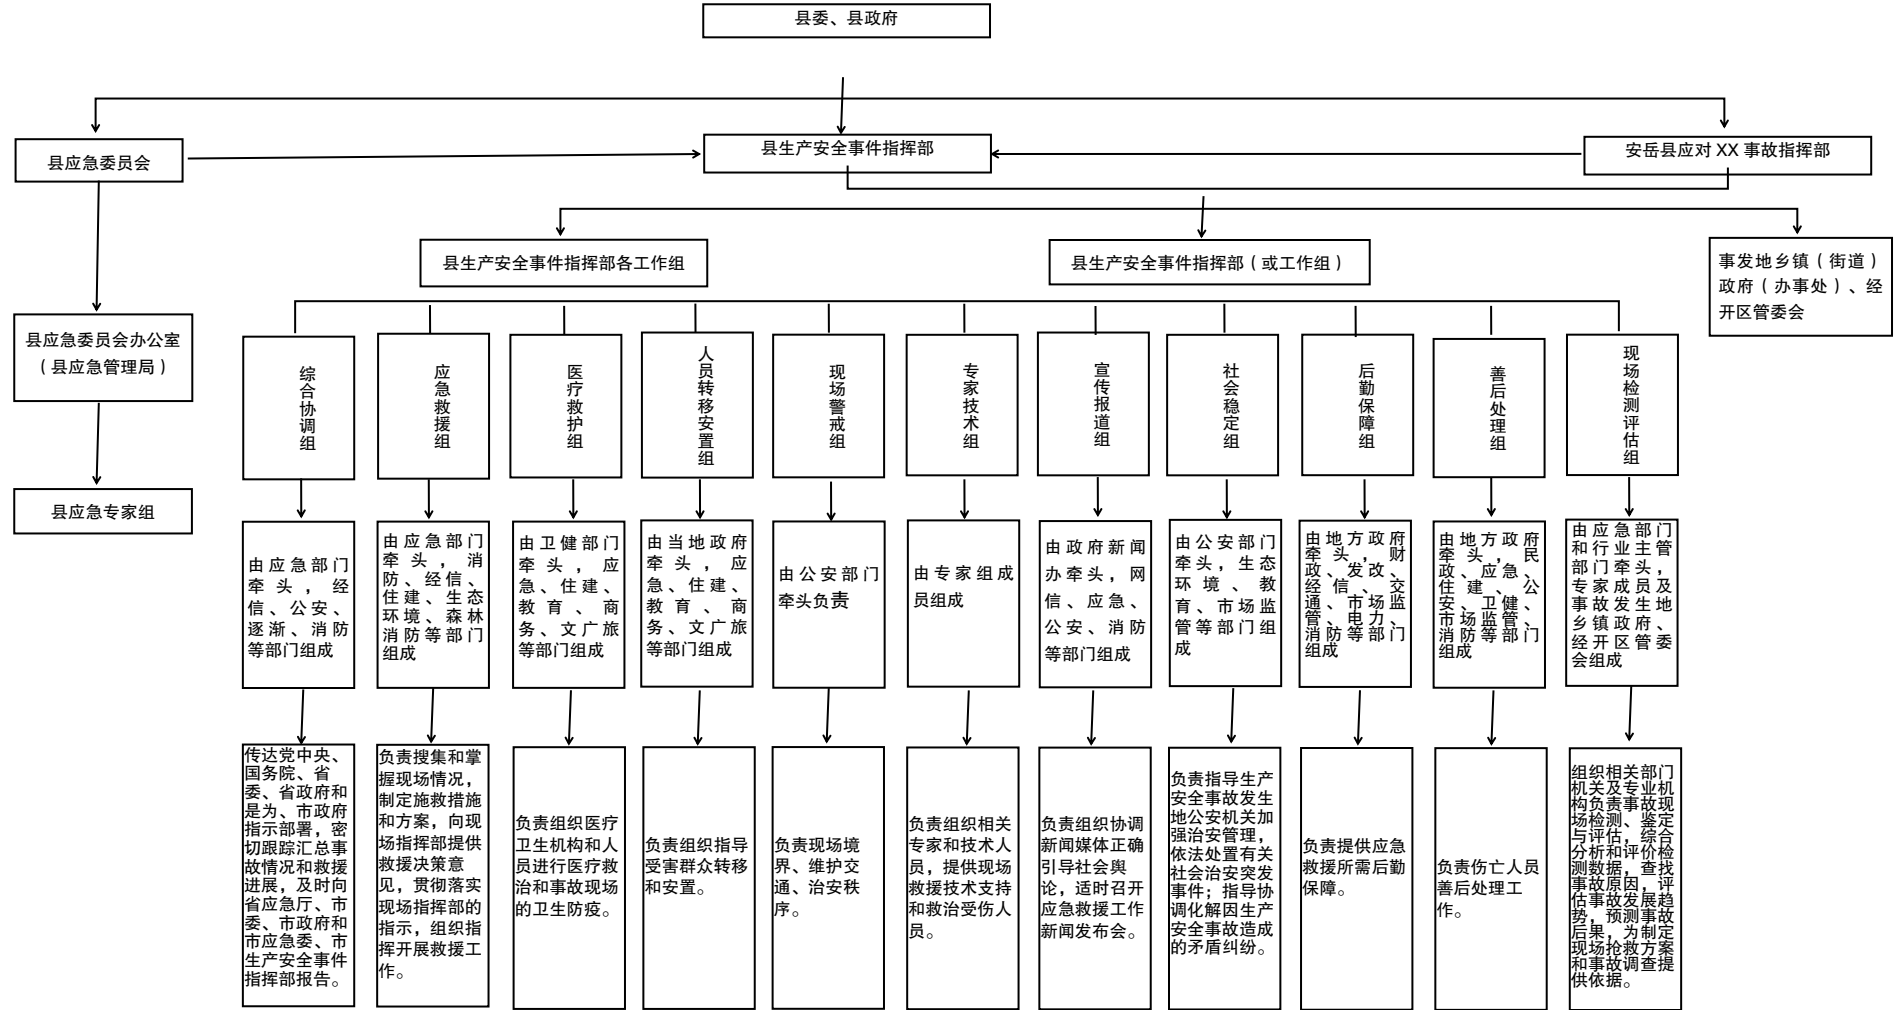 县委、县政府
县应急委员会
县生产安全事件指挥部
安岳县应对 XX 事故指挥部
县生产安全事件指挥部各工作组
县生产安全事件指挥部（或工作组）
事发地乡镇（街道）
政府（办事处）、经
开区管委会
县应急委员会办公室
（县应急管理局）
县应急专家组
综合协调组
应急救援组
医疗救护组
人员转移安置组
现场警戒组
专家技术组
宣传报道组
社会稳定组
后勤保障组
善后处理组
现场检测评估组
由应急部门
牵头，经
信、公安、
逐渐、消防
等部门组成
由应急部门
牵头，消
防、经信、
住建、生态
环境、森林
消防等部门
组成
由卫健部门
牵头，应
急、住建、
教育、商
务、文广旅
等部门组成
由当地政府
牵头，应
急、住建、
教育、商
务、文广旅
等部门组成
由公安部门
牵头负责
由专家组成
员组成
由政府新闻
办牵头，网
信、应急、
公安、消防
等部门组成
由公安部门
牵头，生态
环境、教
育、市场监
管等部门组
成
由地方政府
牵头，财
政、发改、
经信、交
通、市场监
管、电力、
消防等部门
组成
由地方政府
牵头，民
政、应急、
住建、公
安、卫健、
市场监管、
消防等部门
组成
由应急部门
和行业主管
部门牵头，
专家成员及
事故发生地
乡镇政府、
经开区管委
会组成
传达党中央、
国务院、省
委、省政府和
是为、市政府
指示部署，密
切跟踪汇总事
故情况和救援
进展，及时向
省应急厅、市
委、市政府和
市应急委、市
生产安全事件
指挥部报告。
负责搜集和掌
握现场情况，
制定施救措施
和方案，向现
场指挥部提供
救援决策意
见，贯彻落实
现场指挥部的
指示，组织指
挥开展救援工
作。
负责组织医疗
卫生机构和人
员进行医疗救
治和事故现场
的卫生防疫。
负责组织指导
受害群众转移
和安置。
负责现场境
界、维护交
通、治安秩
序。
负责组织相关
专家和技术人
员，提供现场
救援技术支持
和救治受伤人
员。
负责组织协调
新闻媒体正确
引导社会舆
论，适时召开
应急救援工作
新闻发布会。
负责指导生产
安全事故发生
地公安机关加
强治安管理，
依法处置有关
社会治安突发
事件；指导协
调化解因生产
安全事故造成
的矛盾纠纷。
负责提供应急
救援所需后勤
保障。
负责伤亡人员
善后处理工
作。
组织相关部门
机关及专业机
构负责事故现
场检测、鉴定
与评估，综合
分析和评价检
测数据，查找
事故原因，评
估事故发展趋
势，预测事故
后果，为制定
现场抢救方案
和事故调查提
供依据。